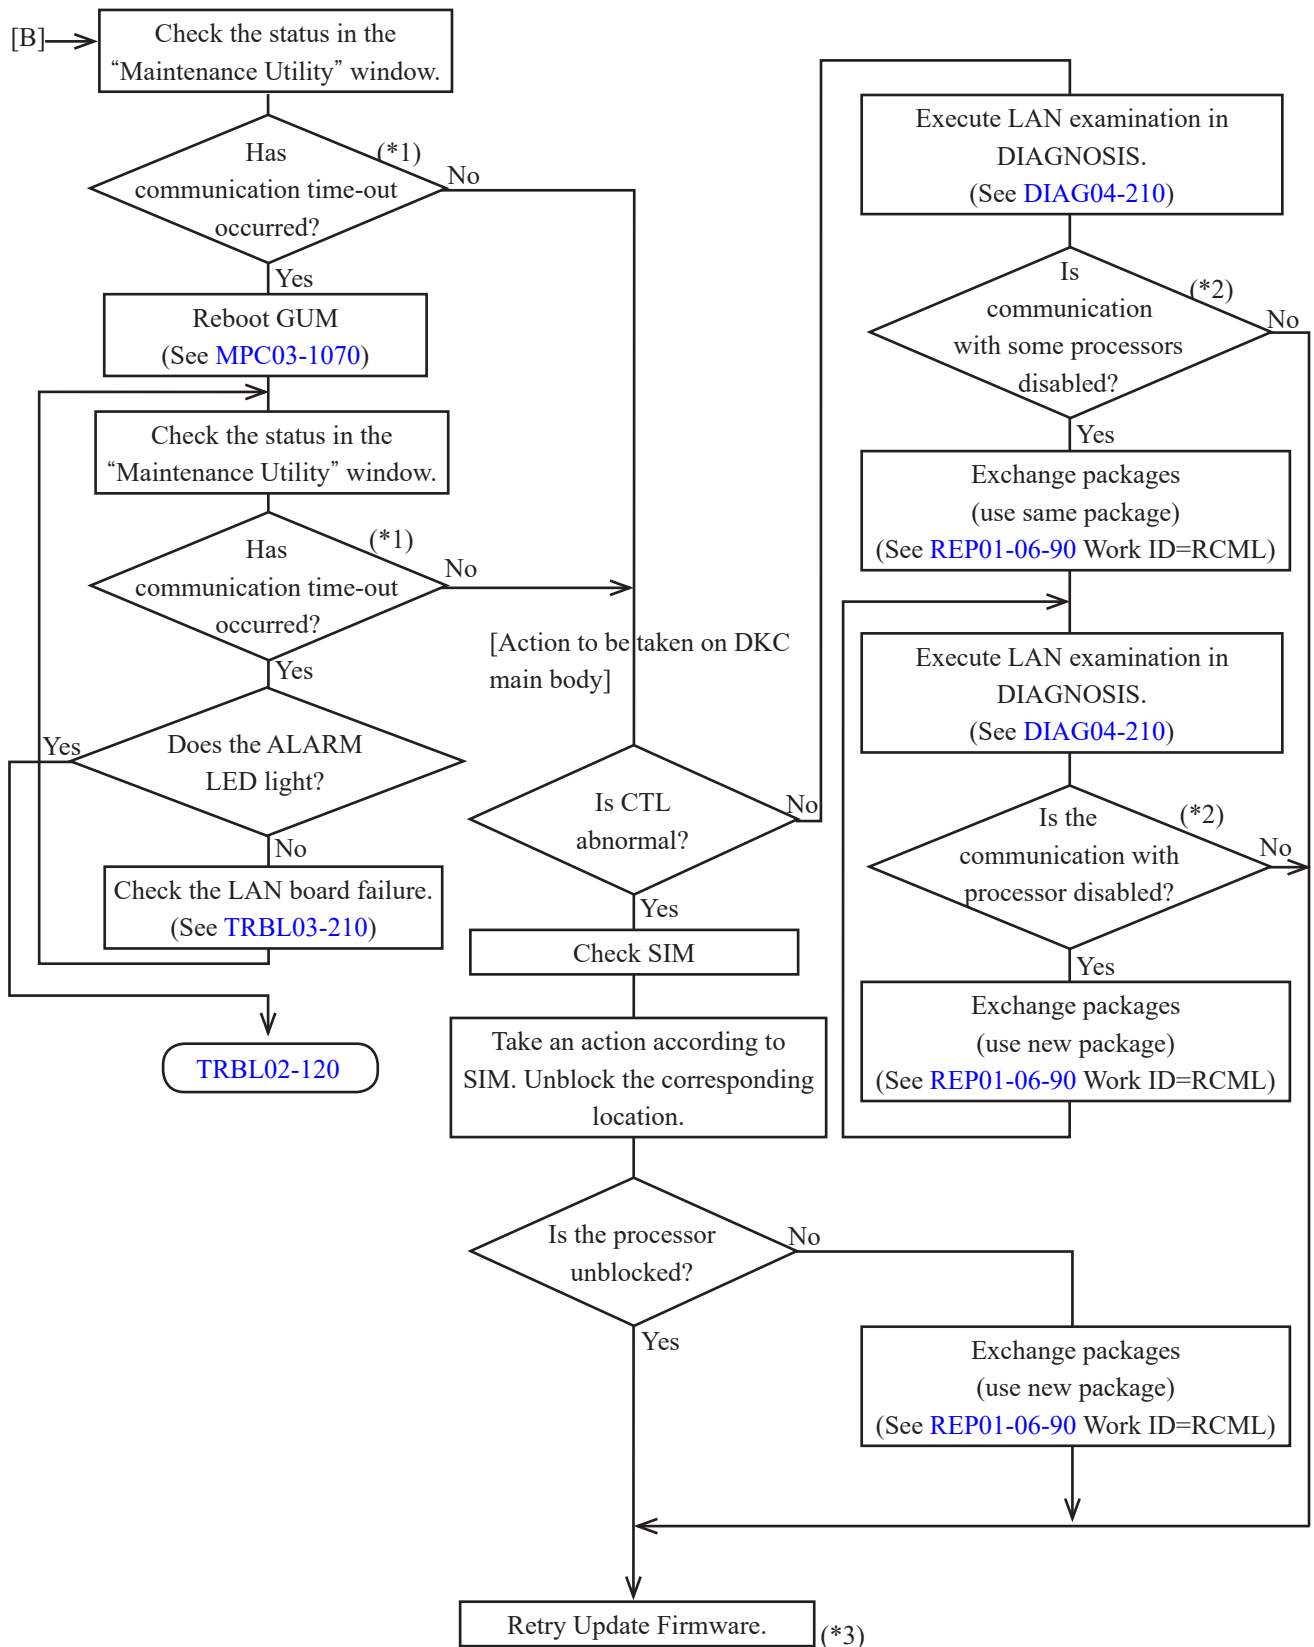 [B]
Check the status in the
“Maintenance Utility” window.
Has
communication time-out
occurred?
(*1)
No
Yes
Reboot GUM
(See MPC03-1070)
Check the status in the
“Maintenance Utility” window.
Has
communication time-out
occurred?
(*1)
No
Yes
Does the ALARM
LED light?
Yes
No
Check the LAN board failure.
(See TRBL03-210)
TRBL02-120
[Action to be taken on DKC
main body]
Is CTL
abnormal?
No
Yes
Check SIM
Take an action according to
SIM. Unblock the corresponding
location.
Is the processor
unblocked?
No
Yes
Execute LAN examination in
DIAGNOSIS.
(See DIAG04-210)
Is
communication
with some processors
disabled?
(*2)
No
Yes
Exchange packages
(use same package)
(See REP01-06-90 Work ID=RCML)
Execute LAN examination in
DIAGNOSIS.
(See DIAG04-210)
Is the
communication with
processor disabled?
(*2)
No
Yes
Exchange packages
(use new package)
(See REP01-06-90 Work ID=RCML)
Exchange packages
(use new package)
(See REP01-06-90 Work ID=RCML)
Retry Update Firmware.
(*3)